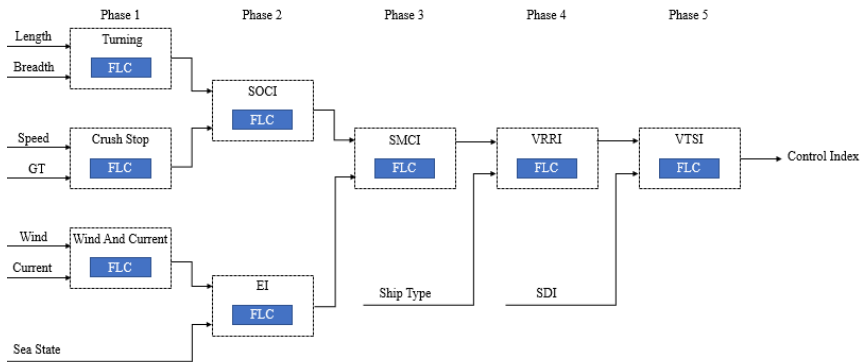 Phase 1
Phase 2
Phase 3
Phase 4
Phase 5
Length
Breadth
Turning
FLC
SOCI
FLC
Speed
GT
Crush Stop
FLC
SMCI
FLC
VRRI
FLC
VTSI
FLC
Control Index
Wind
Current
Wind And Current
FLC
EI
FLC
Ship Type
SDI
Sea State